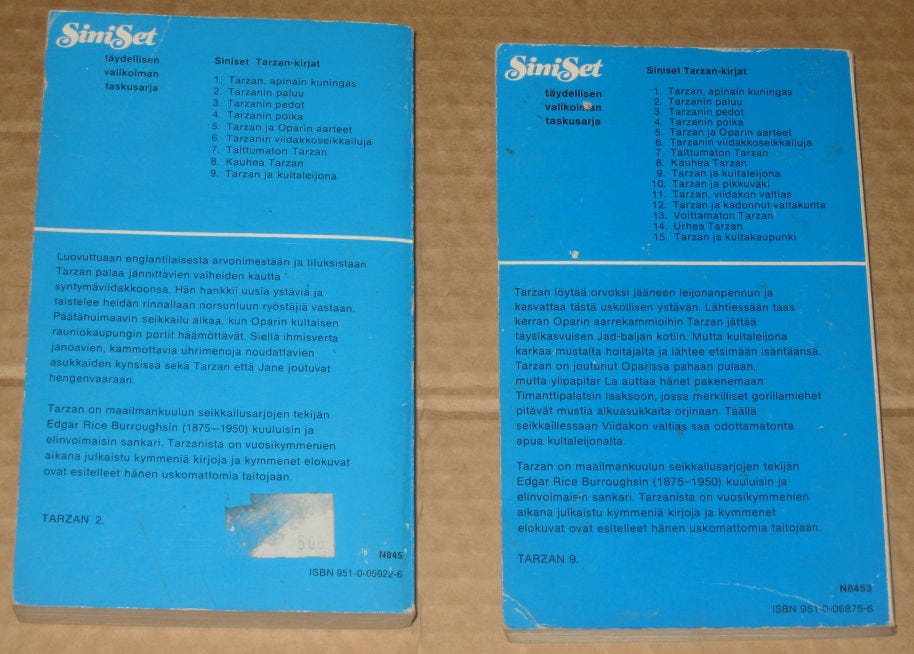 SiniSet
täydellisen
valikoiman
taskusarja
Siniset Tarzan-kirjat
1. Tarzan, apinain kuningas
2. Tarzanin paluu
3. Tarzanin pedot
4. Tarzanin poika
5. Tarzan ja Oparin aarteet
6. Tarzanin viidakkoseikkailuja
7. Talttumaton Tarzan
8. Kauhea Tarzan
9. Tarzan ja kultaleijona
Luovuttuaan englantilaisesta arvonimestään ja tiluksistaan
Tarzan palaa jännittävien vaiheiden kautta
syntymäviidakkoonsa. Hän hankkii uusia ystäviä ja
taistelee heidän rinnallaan norsunluun ryöstäjiä vastaan.
Päätähuimaavin seikkailu alkaa, kun Oparin kultaisen
rauniokaupungin portit häämöttävät. Siellä ihmisverta
janoavien, kammottavia uhrimenoja noudattavien
asukkaiden kynsissä sekä Tarzan että Jane joutuvat
hengenvaaraan.
Tarzan on maailmankuulun seikkailusarjojen tekijän
Edgar Rice Burroughsin (1875—1950) kuuluisin ja
elinvoimaisin sankari. Tarzanista on vuosikymmenien
aikana julkaistu kymmeniä kirjoja ja kymmenet elokuvat
ovat esitelleet hänen uskomattomia taitojaan.
TARZAN 2.
5.00
N845
ISBN 951-0-05922-6
SiniSet
täydellisen
valikoiman
taskusarja
Siniset Tarzan-kirjat
1. Tarzan, apinain kuningas
2. Tarzanin paluu
3. Tarzanin pedot
4. Tarzanin poika
5. Tarzan ja Oparin aarteet
6. Tarzanin viidakkoseikkailuja
7. Talttumaton Tarzan
8. Kauhea Tarzan
9. Tarzan ja kultaleijona
10. Tarzan ja pikkuväki
11. Tarzan, viidakon valtias
12. Tarzan ja kadonnut valtakunta
13. Voittamaton Tarzan
14. Urhea Tarzan
15. Tarzan ja kultakaupunki
Tarzan löytää orvoksi jääneen leijonanpennun ja
kasvattaa tästä uskollisen ystävän. Lähtiessään taas
kerran Oparin aarrekammioihin Tarzan jättää
täysikasvuisen Jad-baljan kotiin. Mutta kultaleijona
karkaa mustalta hoitajalta ja lähtee etsimään isäntäänsä.
Tarzan on joutunut Oparissa pahaan pulaan,
mutta ylipapitar La auttaa hänet pakenemaan
Timanttipalatsin laaksoon, jossa merkilliset gorillamiehet
pitävät mustia alkuasukkaita orjinaan. Täällä
seikkaillessaan Viidakon valtias saa odottamatonta
apua kultaleijonalta.
Tarzan on maailmankuulun seikkailusarjojen tekijän
Edgar Rice Burroughsin (1875–1950) kuuluisin ja
elinvoimaisin sankari. Tarzanista on vuosikymmenien
aikana julkaistu kymmeniä kirjoja ja kymmenet
elokuvat ovat esitelleet hänen uskomattomia taitojaan.
TARZAN 9.
N8453
ISBN 951-0-06875-6